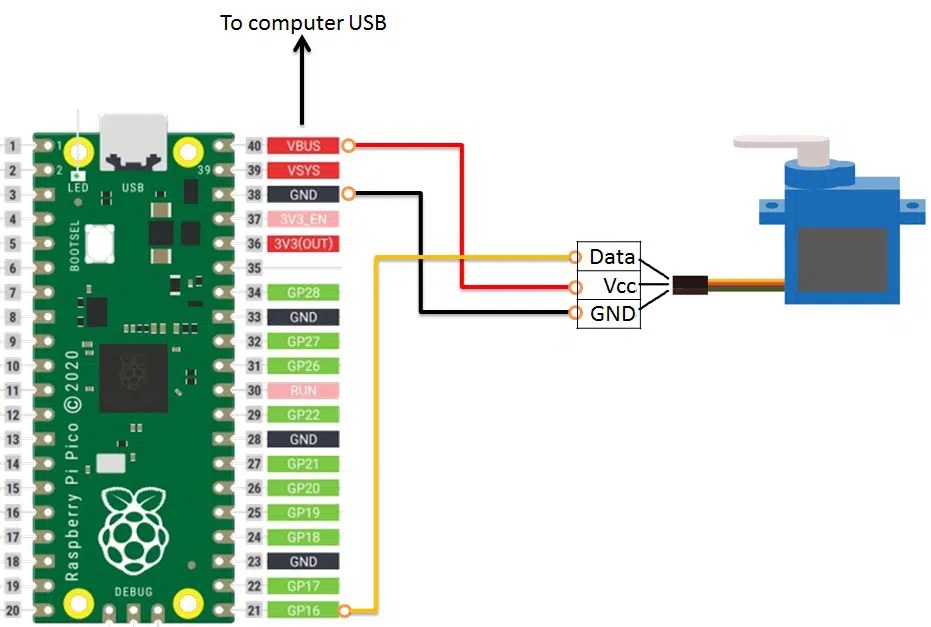 To computer USB
1 1 40 VBUS
2 2 39 39 VSYS
LED USB
3 38 GND
4 37 3V3_EN
BOOTSEL
5 36 3V3(OUT)
6 35
7 34 GP28
8 33 GND
9 32 GP27
10 31 GP26
11 30 RUN
12 29 GP22
13 28 GND
14 27 GP21
15 26 GP20
16 25 GP19
17 24 GP18
18 23 GND
19 22 GP17
20 21 GP16
Raspberry Pi Pico © 2020
DEBUG
Data
Vcc
GND